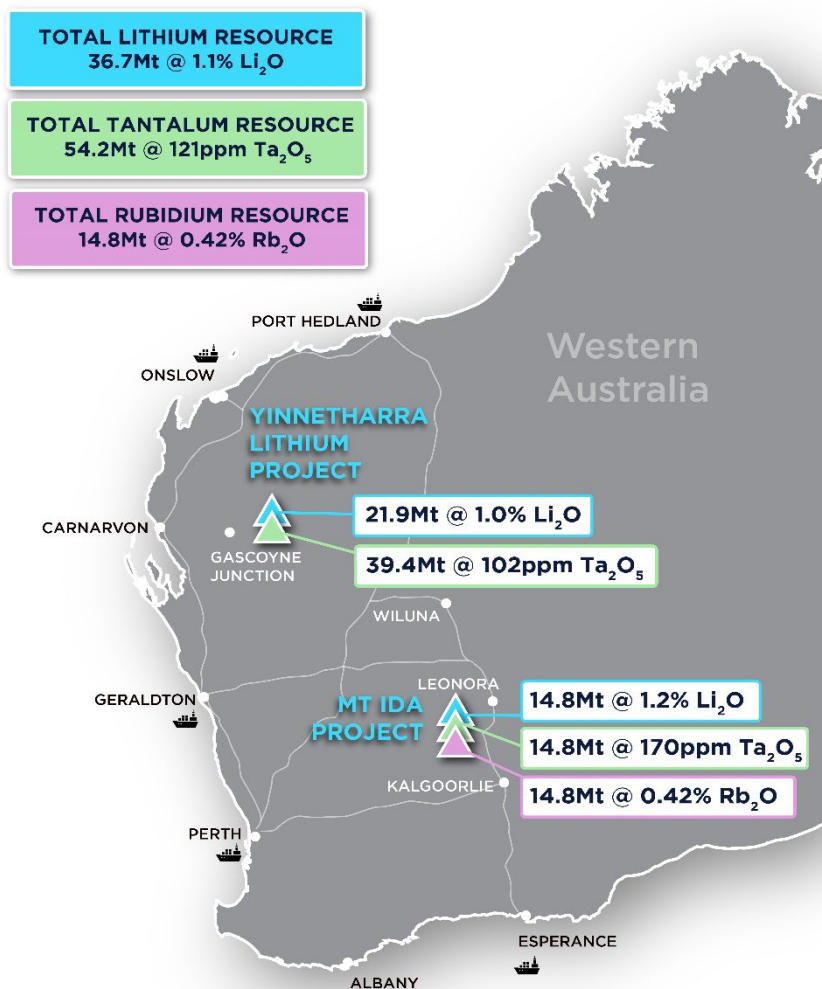 TOTAL LITHIUM RESOURCE
36.7Mt @ 1.1% Li₂O
TOTAL TANTALUM RESOURCE
54.2Mt @ 121ppm Ta₂O₅
TOTAL RUBIDIUM RESOURCE
14.8Mt @ 0.42% Rb₂O
PORT HEDLAND
Western
Australia
ONSLOW
YINNETHARRA
LITHIUM
PROJECT
21.9Mt @ 1.0% Li₂O
CARNARVON
39.4Mt @ 102ppm Ta₂O₅
GASCOYNE
JUNCTION
WILUNA
LEONORA
GERALDTON
MT IDA
PROJECT
14.8Mt @ 1.2% Li₂O
14.8Mt @ 170ppm Ta₂O₅
KALGOORLIE
14.8Mt @ 0.42% Rb₂O
PERTH
ESPERANCE
ALBANY